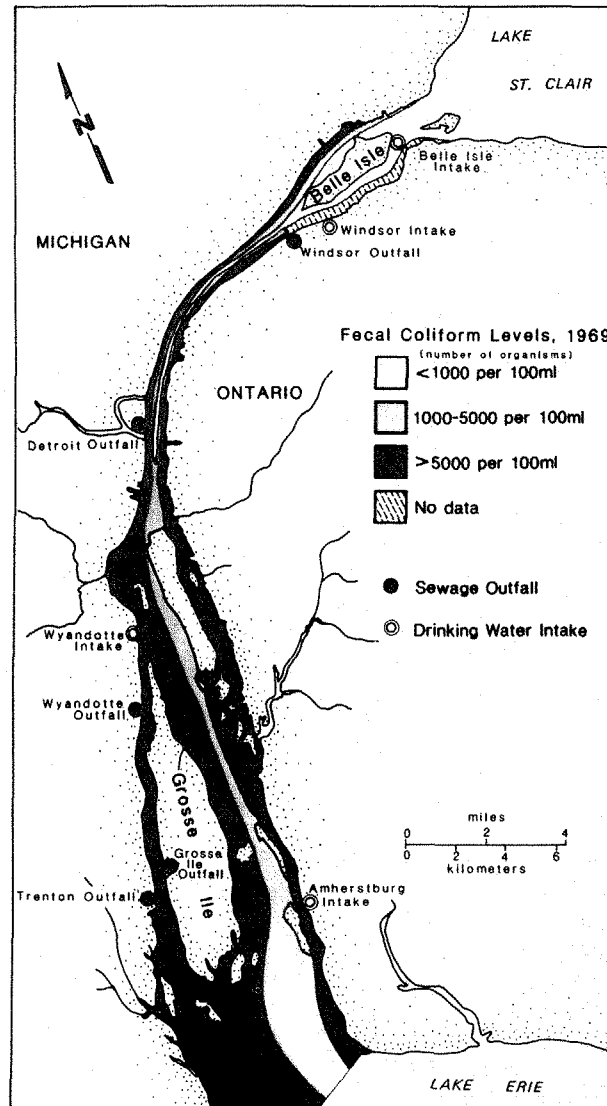 LAKE
ST. CLAIR
N
Belle Isle
Belle Isle
Intake
Windsor Intake
Windsor Outfall
MICHIGAN
Fecal Coliform Levels, 1969
(number of organisms)
<1000 per 100ml
1000-5000 per 100ml
>5000 per 100ml
No data
Sewage Outfall
Drinking Water Intake
ONTARIO
Detroit Outfall
Wyandotte
Intake
Wyandotte
Outfall
Grosse
Ile
Grosse
Ile
Outfall
Trenton Outfall
Amherstburg
Intake
miles
0 2 4
0 2 4 6
kilometers
LAKE ERIE